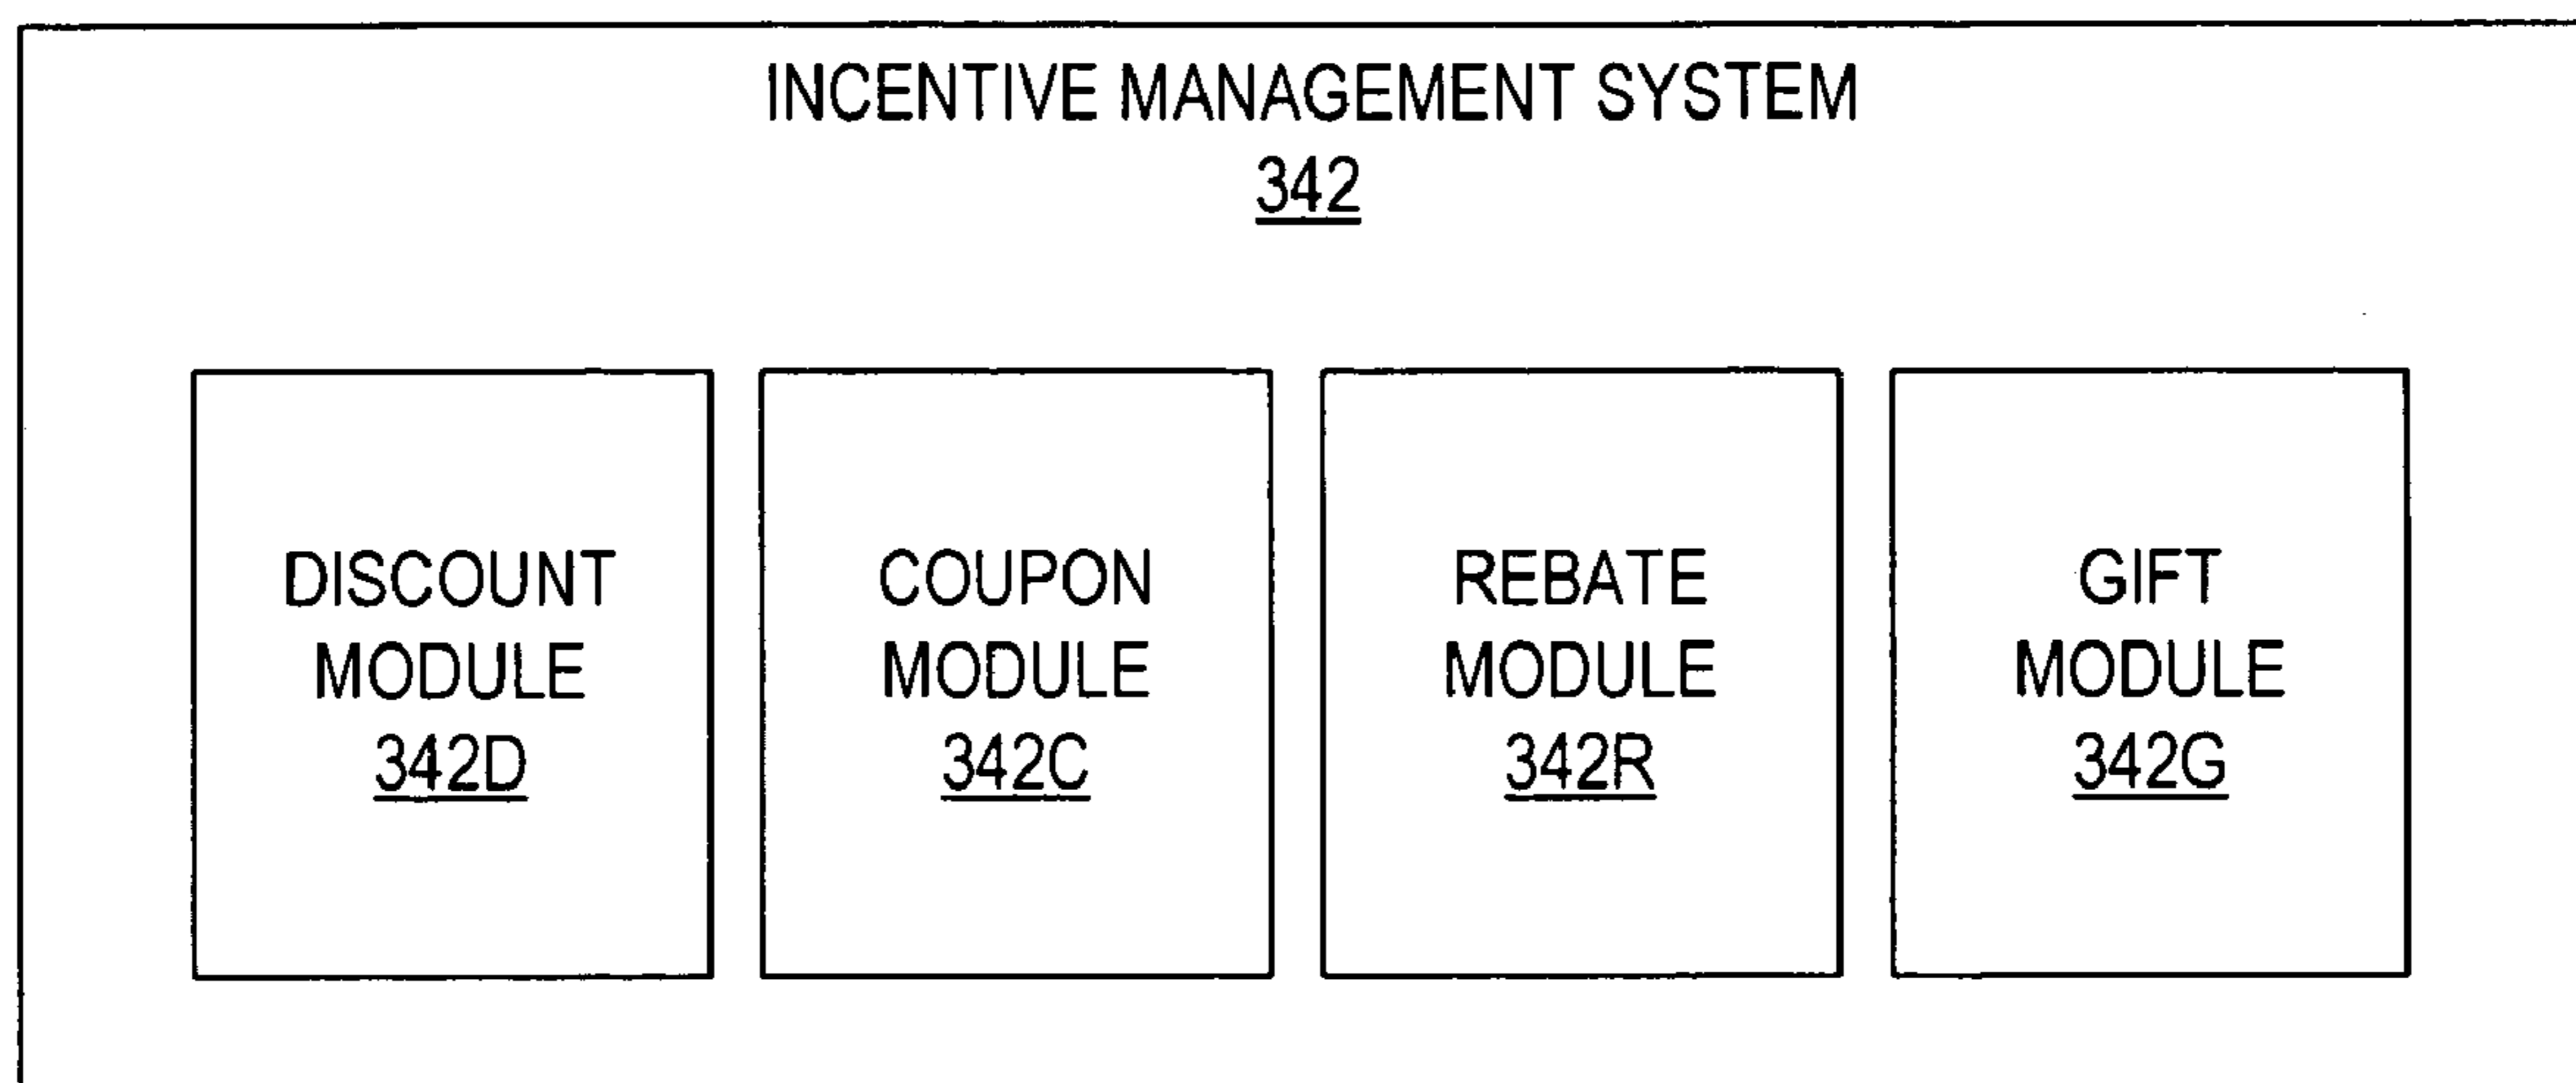 INCENTIVE MANAGEMENT SYSTEM
342
DISCOUNT
MODULE
342D
COUPON
MODULE
342C
REBATE
MODULE
342R
GIFT
MODULE
342G